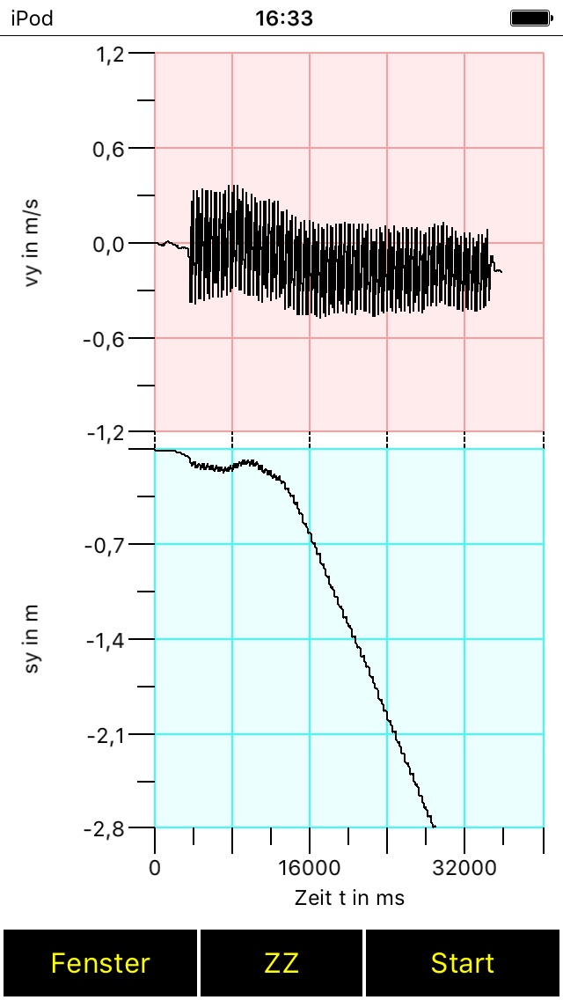 iPod 16:33
1,2
0,6
0,0
-0,6
-1,2
vy in m/s
-0,7
-1,4
-2,1
-2,8
sy in m
0 16000 32000
Zeit t in ms
Fenster ZZ Start